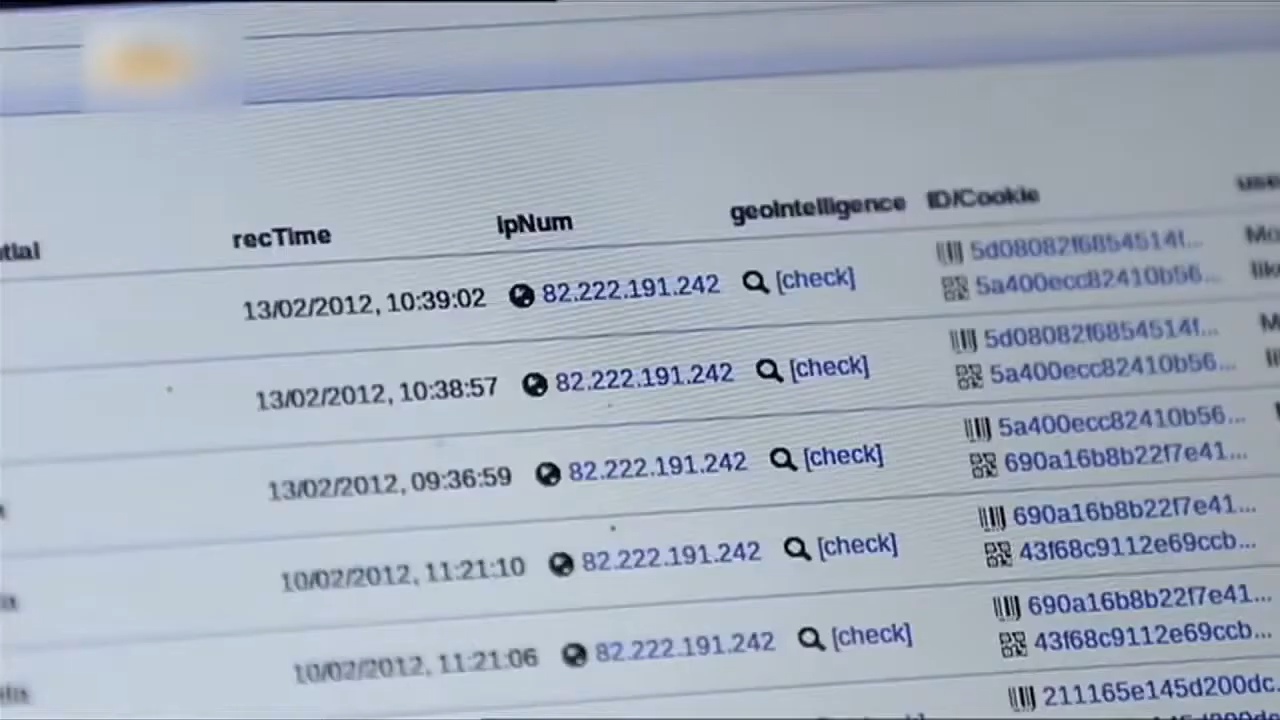 recTime ipNum geointelligence ID/Cookie
13/02/2012, 10:39:02 82.222.191.242 [check] 5d08082f6854514f...
5a400ecc82410b56...
13/02/2012, 10:38:57 82.222.191.242 [check] 5d08082f6854514f...
5a400ecc82410b56...
13/02/2012, 09:36:59 82.222.191.242 [check] 5a400ecc82410b56...
690a16b8b22f7e41...
10/02/2012, 11:21:10 82.222.191.242 [check] 690a16b8b22f7e41...
43f68c9112e69ccb...
10/02/2012, 11:21:06 82.222.191.242 [check] 690a16b8b22f7e41...
43f68c9112e69ccb...
211165e145d200dc.